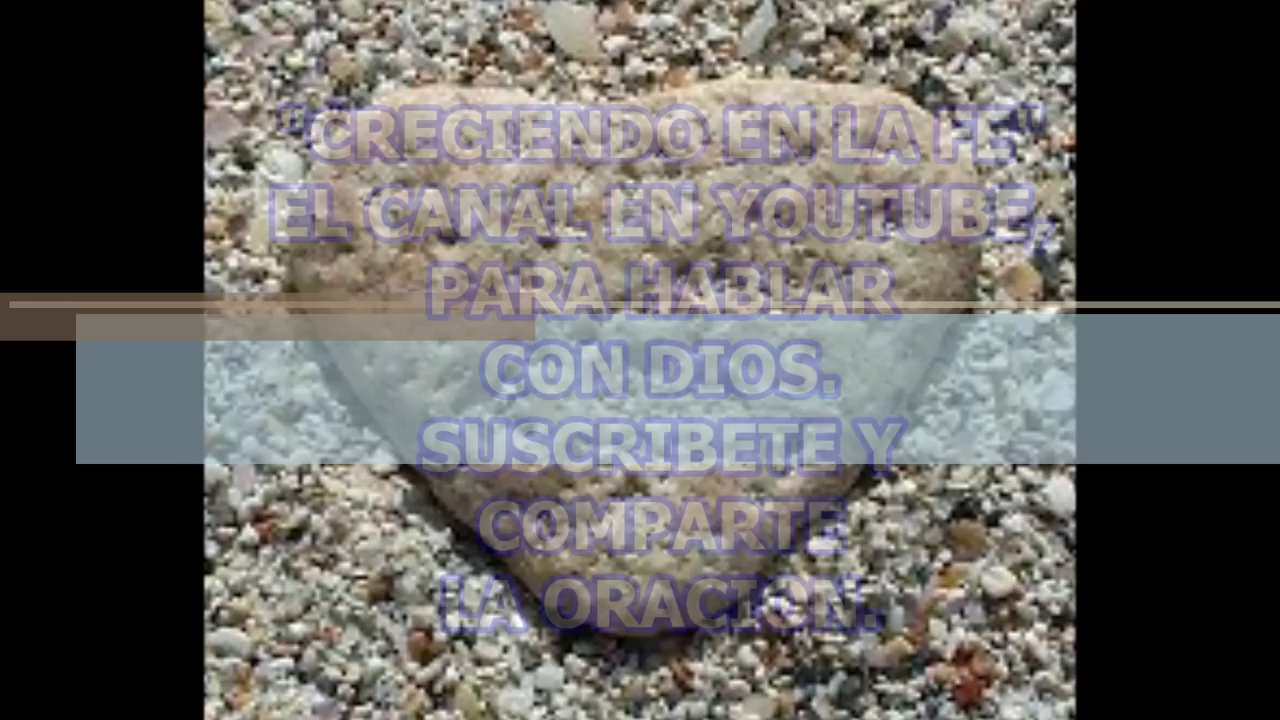 "CRECIENDO EN LA FE"
EL CANAL EN YOUTUBE,
PARA HABLAR
CON DIOS.
SUSCRIBETE Y
COMPARTE
LA ORACION.